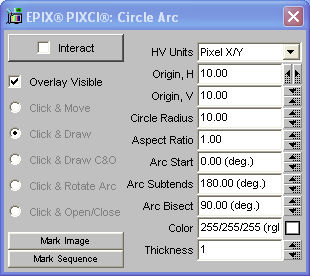 EPIX® PIXCI®: Circle Arc
Interact
HV Units Pixel X/Y
Overlay Visible
Origin, H 10.00
Click & Move
Origin, V 10.00
Circle Radius 10.00
Click & Draw
Aspect Ratio 1.00
Click & Draw C&O
Arc Start 0.00 (deg.)
Click & Rotate Arc
Arc Subtends 180.00 (deg.)
Click & Open/Close
Arc Bisect 90.00 (deg.)
Color 255/255/255 (rgl
Mark Image
Thickness 1
Mark Sequence